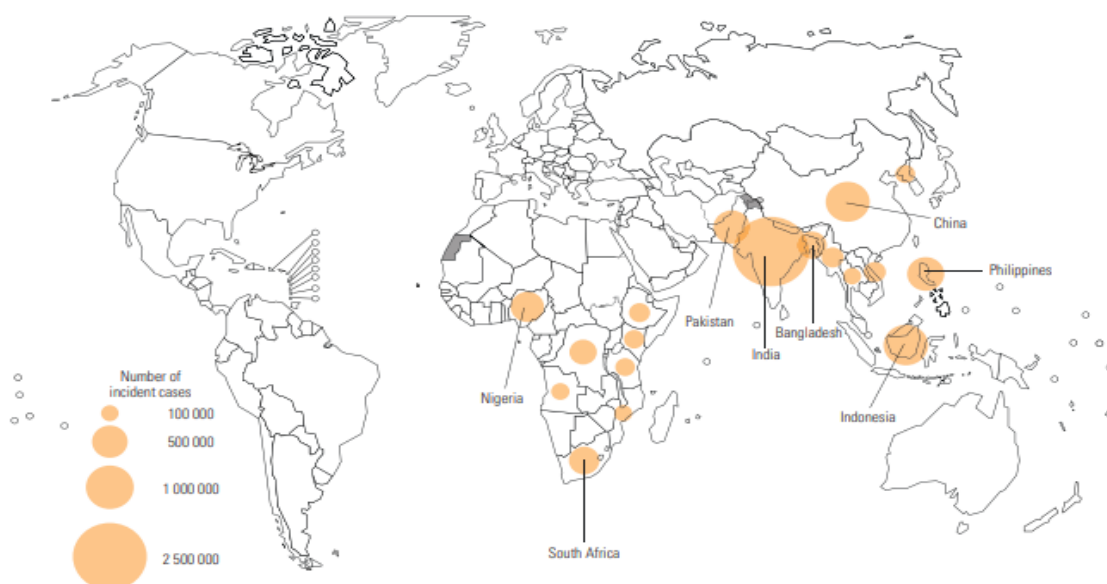 China
Philippines
Pakistan
Bangladesh
India
Nigeria
Indonesia
South Africa
Number of
incident cases
100 000
500 000
1 000 000
2 500 000